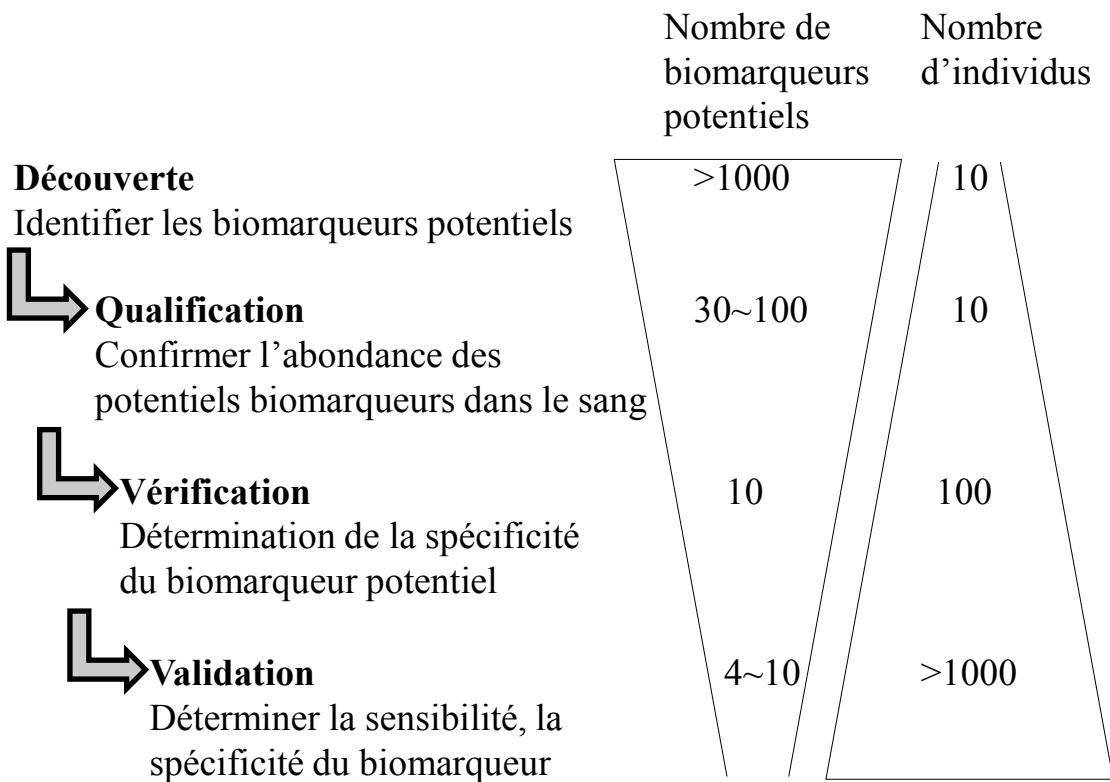 Nombre de
biomarqueurs
potentiels
Nombre
d’individus
Découverte
Identifier les biomarqueurs potentiels
>1000
10
Qualification
Confirmer l’abondance des
potentiels biomarqueurs dans le sang
30~100
10
Vérification
Détermination de la spécificité
du biomarqueur potentiel
10
100
Validation
Déterminer la sensibilité, la
spécificité du biomarqueur
4~10
>1000